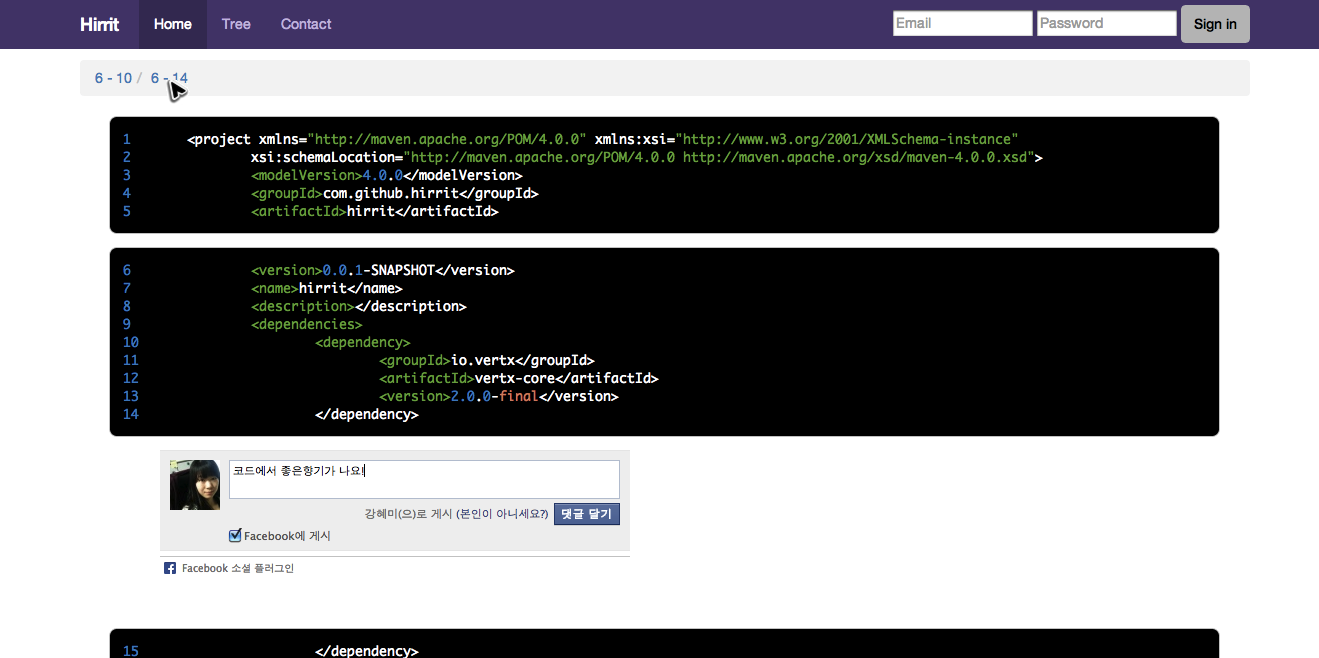 Hirrit Home Tree Contact Email Password Sign in
6 - 10 / 6 - 14
1 <project xmlns="http://maven.apache.org/POM/4.0.0" xmlns:xsi="http://www.w3.org/2001/XMLSchema-instance"
2 xsi:schemaLocation="http://maven.apache.org/POM/4.0.0 http://maven.apache.org/xsd/maven-4.0.0.xsd">
3 <modelVersion>4.0.0</modelVersion>
4 <groupId>com.github.hirrit</groupId>
5 <artifactId>hirrit</artifactId>
6 <version>0.0.1-SNAPSHOT</version>
7 <name>hirrit</name>
8 <description></description>
9 <dependencies>
10 <dependency>
11 <groupId>io.vertx</groupId>
12 <artifactId>vertx-core</artifactId>
13 <version>2.0.0-final</version>
14 </dependency>
코드에서 좋은향기가 나요!
강혜미(으)로 게시 (본인이 아니세요?) 댓글 달기
Facebook에 게시
Facebook 소셜 플러그인
15 </dependency>